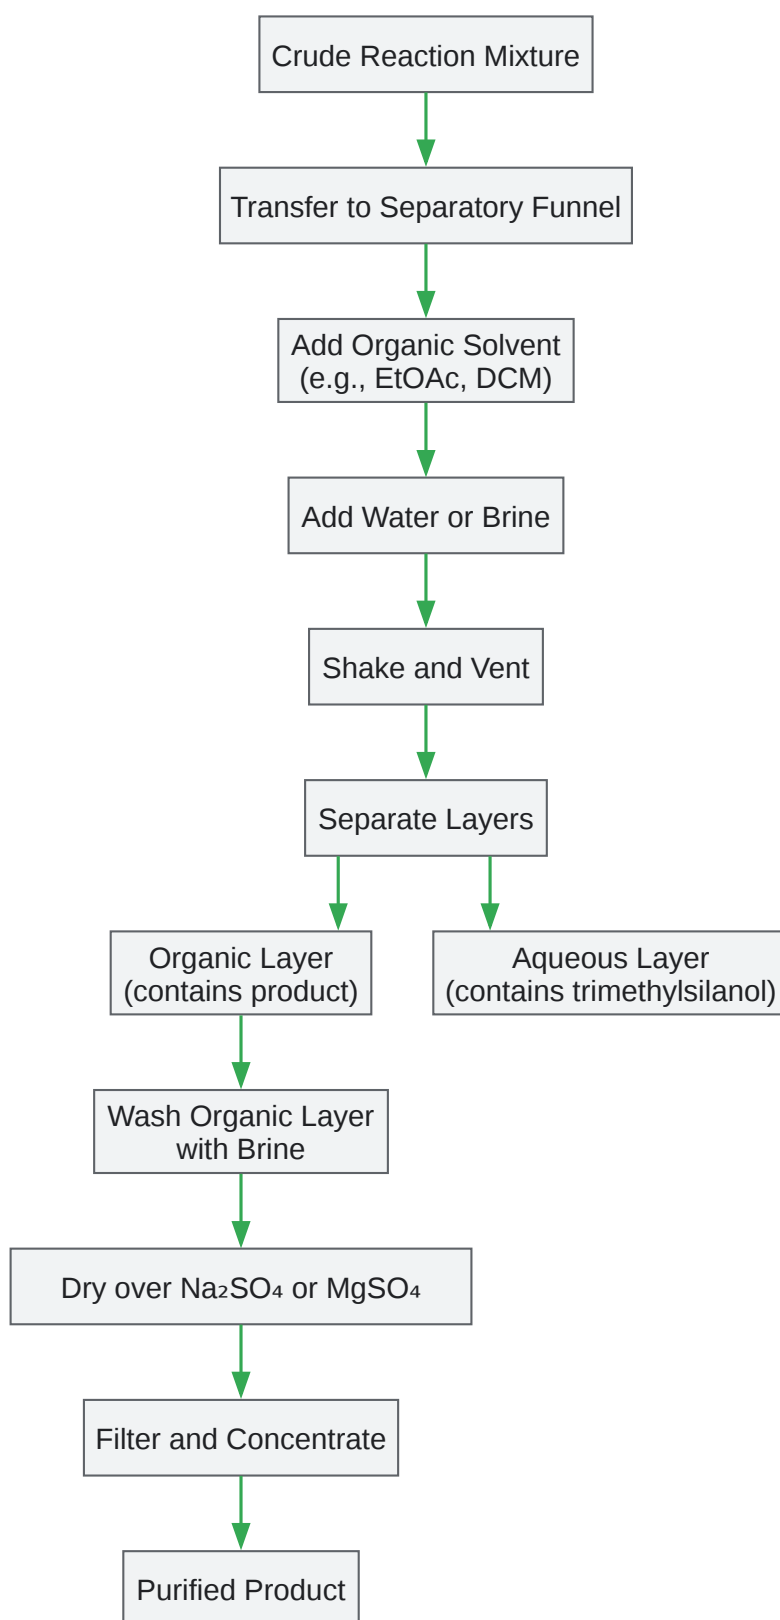 Crude Reaction Mixture
Transfer to Separatory Funnel
Add Organic Solvent
(e.g., EtOAc, DCM)
Add Water or Brine
Shake and Vent
Separate Layers
Organic Layer
(contains product)
Aqueous Layer
(contains trimethylsilanol)
Wash Organic Layer
with Brine
Dry over Na₂SO₄ or MgSO₄
Filter and Concentrate
Purified Product